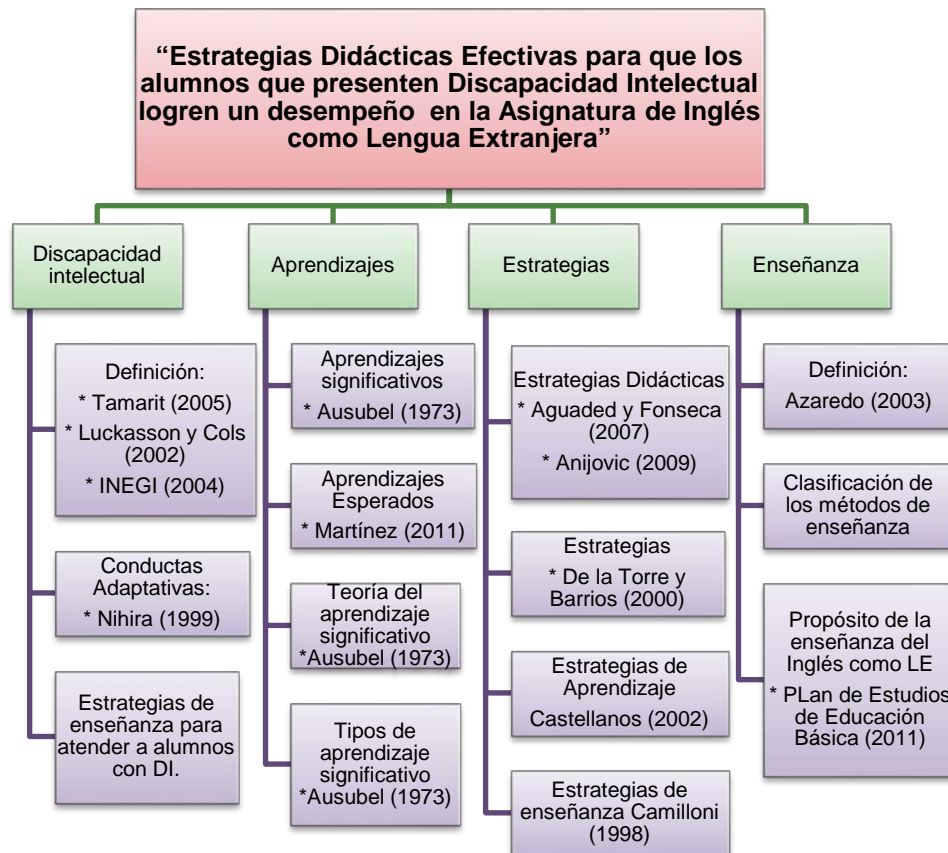 “Estrategias Didácticas Efectivas para que los
alumnos que presenten Discapacidad Intelectual
logren un desempeño en la Asignatura de Inglés
como Lengua Extranjera”
Discapacidad
intelectual
Definición:
* Tamarit (2005)
* Luckasson y Cols
(2002)
* INEGI (2004)
Conductas
Adaptativas:
* Nihira (1999)
Estrategias de
enseñanza para
atender a alumnos
con DI.
Aprendizajes
Aprendizajes
significativos
* Ausubel (1973)
Aprendizajes
Esperados
* Martínez (2011)
Teoría del
aprendizaje
significativo
*Ausubel (1973)
Tipos de
aprendizaje
significativo
*Ausubel (1973)
Estrategias
Estrategias Didácticas
* Aguaded y Fonseca
(2007)
* Anijovic (2009)
Estrategias
* De la Torre y
Barrios (2000)
Estrategias de
Aprendizaje
Castellanos (2002)
Estrategias de
enseñanza Camilloni
(1998)
Enseñanza
Definición:
Azaredo (2003)
Clasificación de
los métodos de
enseñanza
Propósito de la
enseñanza del
Inglés como LE
* PLan de Estudios
de Educación
Básica (2011)